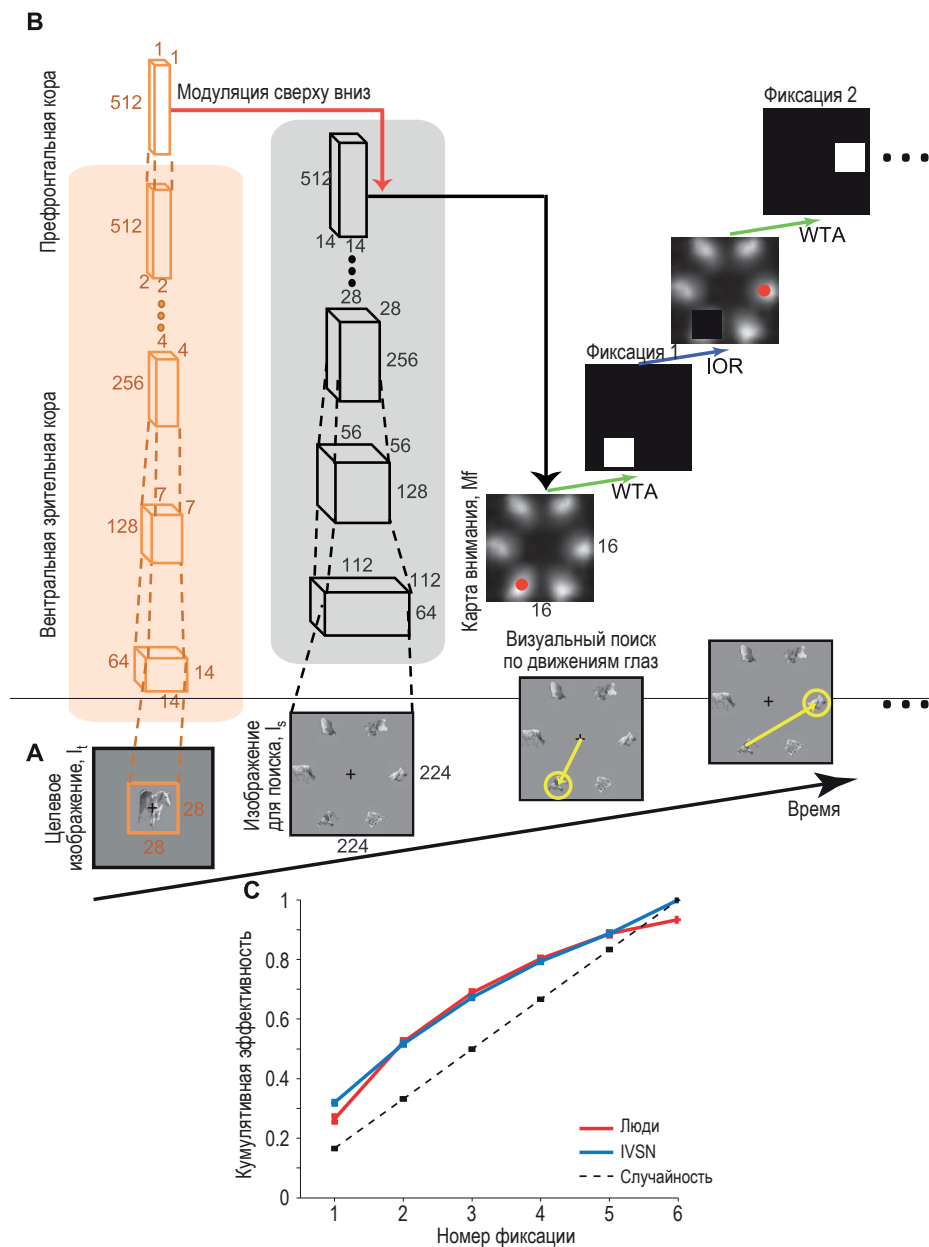 B
Префронтальная кора
Вентральная зрительная кора
1
1
512
Модуляция сверху вниз
512
2
2
4
4
256
7
7
128
64
14
14
512
14
14
28
28
256
56
56
128
112
112
64
Карта внимания, Mf
16
16
WTA
Фиксация 1
IOR
WTA
Фиксация 2
A
Целевое
изображение, I_t
28
28
Изображение
для поиска, I_s
224
224
Визуальный поиск
по движениям глаз
Время
C
Кумулятивная эффективность
1
0.8
0.6
0.4
0.2
0
1 2 3 4 5 6
Номер фиксации
Люди
IVSN
Случайность